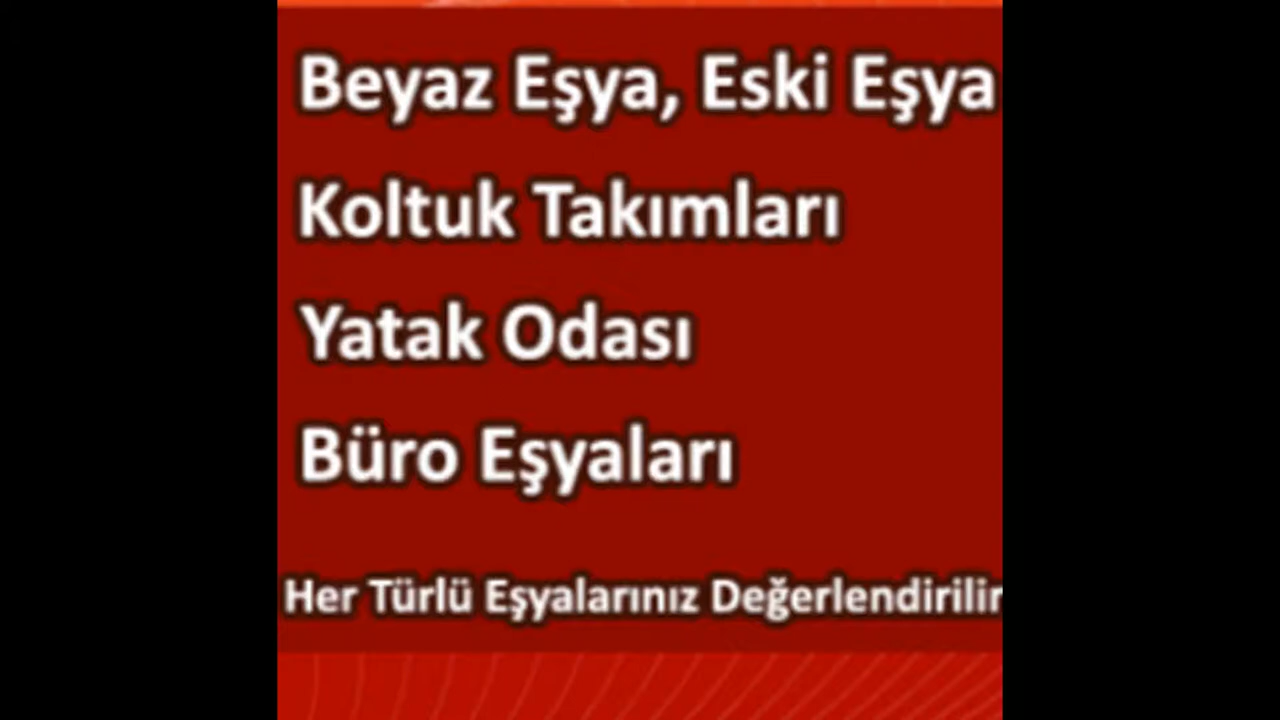 Beyaz Eşya, Eski Eşya
Koltuk Takımları
Yatak Odası
Büro Eşyaları
Her Türlü Eşyalarınız Değerlendirilir